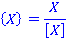 {X} = X / [X]